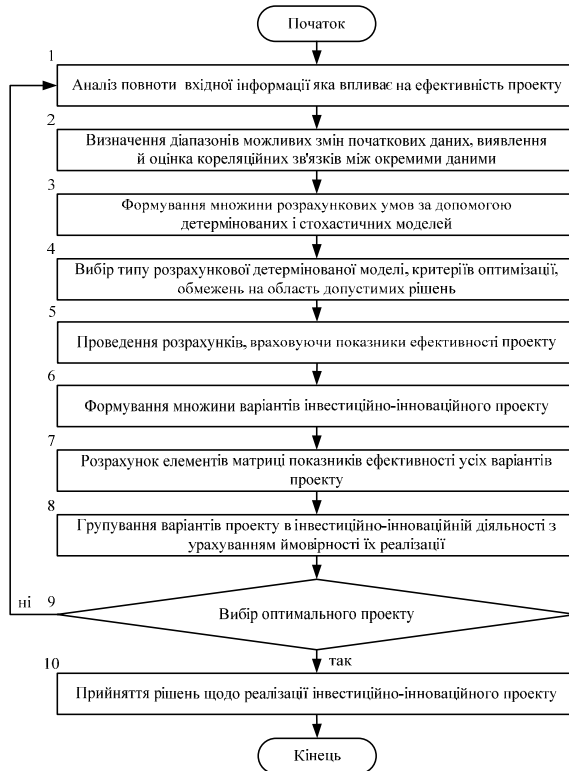 Початок
1
Аналіз повноти вхідної інформації яка впливає на ефективність проекту
2
Визначення діапазонів можливих змін початкових даних, виявлення
й оцінка кореляційних зв'язків між окремими даними
3
Формування множини розрахункових умов за допомогою
детермінованих і стохастичних моделей
4
Вибір типу розрахункової детермінованої моделі, критеріїв оптимізації,
обмежень на область допустимих рішень
5
Проведення розрахунків, враховуючи показники ефективності проекту
6
Формування множини варіантів інвестиційно-інноваційного проекту
7
Розрахунок елементів матриці показників ефективності усіх варіантів
проекту
8
Групування варіантів проекту в інвестиційно-інноваційній діяльності з
урахуванням ймовірності їх реалізації
ні 9
Вибір оптимального проекту
10
так
Прийняття рішень щодо реалізації інвестиційно-інноваційного проекту
Кінець